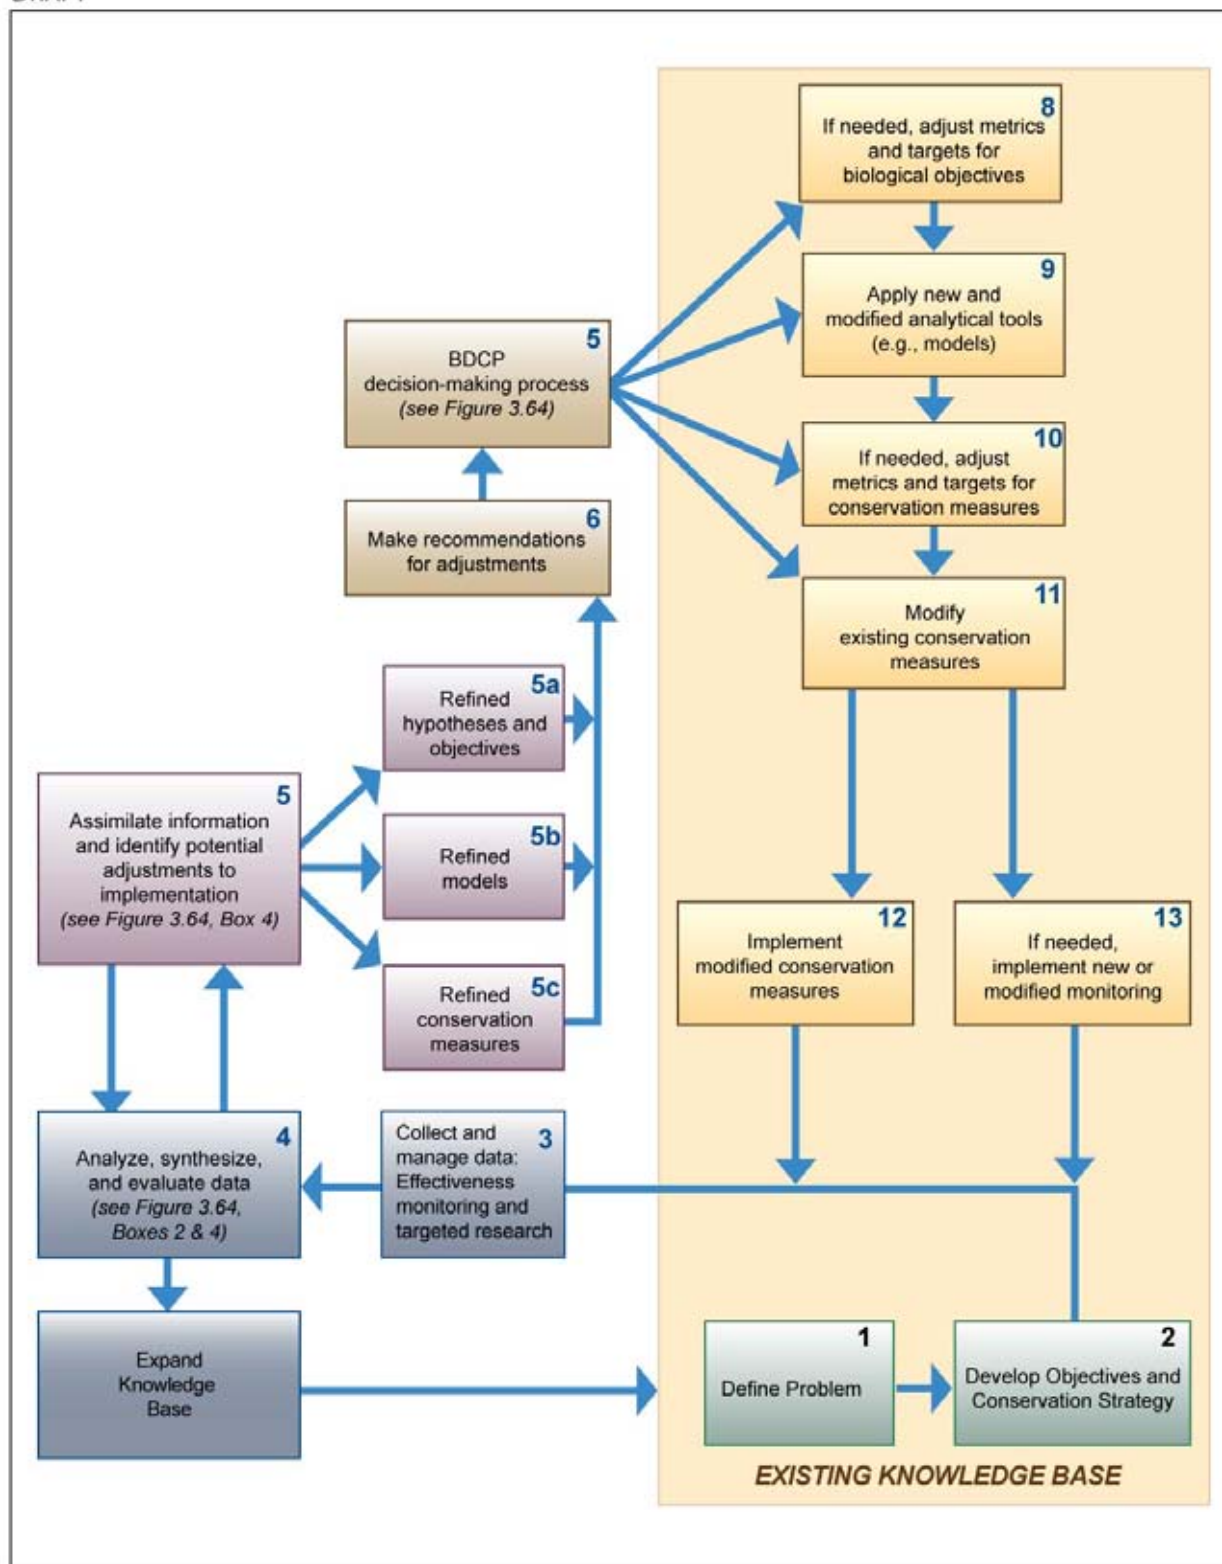 8
If needed, adjust metrics
and targets for
biological objectives
9
Apply new and
modified analytical tools
(e.g., models)
5
BDCP
decision-making process
(see Figure 3.64)
10
If needed, adjust
metrics and targets for
conservation measures
6
Make recommendations
for adjustments
11
Modify
existing conservation
measures
5a
Refined
hypotheses and
objectives
5
Assimilate information
and identify potential
adjustments to
implementation
(see Figure 3.64, Box 4)
5b
Refined
models
5c
Refined
conservation
measures
12
Implement
modified conservation
measures
13
If needed,
implement new or
modified monitoring
4
Analyze, synthesize,
and evaluate data
(see Figure 3.64,
Boxes 2 & 4)
3
Collect and
manage data:
Effectiveness
monitoring and
targeted research
Expand
Knowledge
Base
1
Define Problem
2
Develop Objectives and
Conservation Strategy
EXISTING KNOWLEDGE BASE